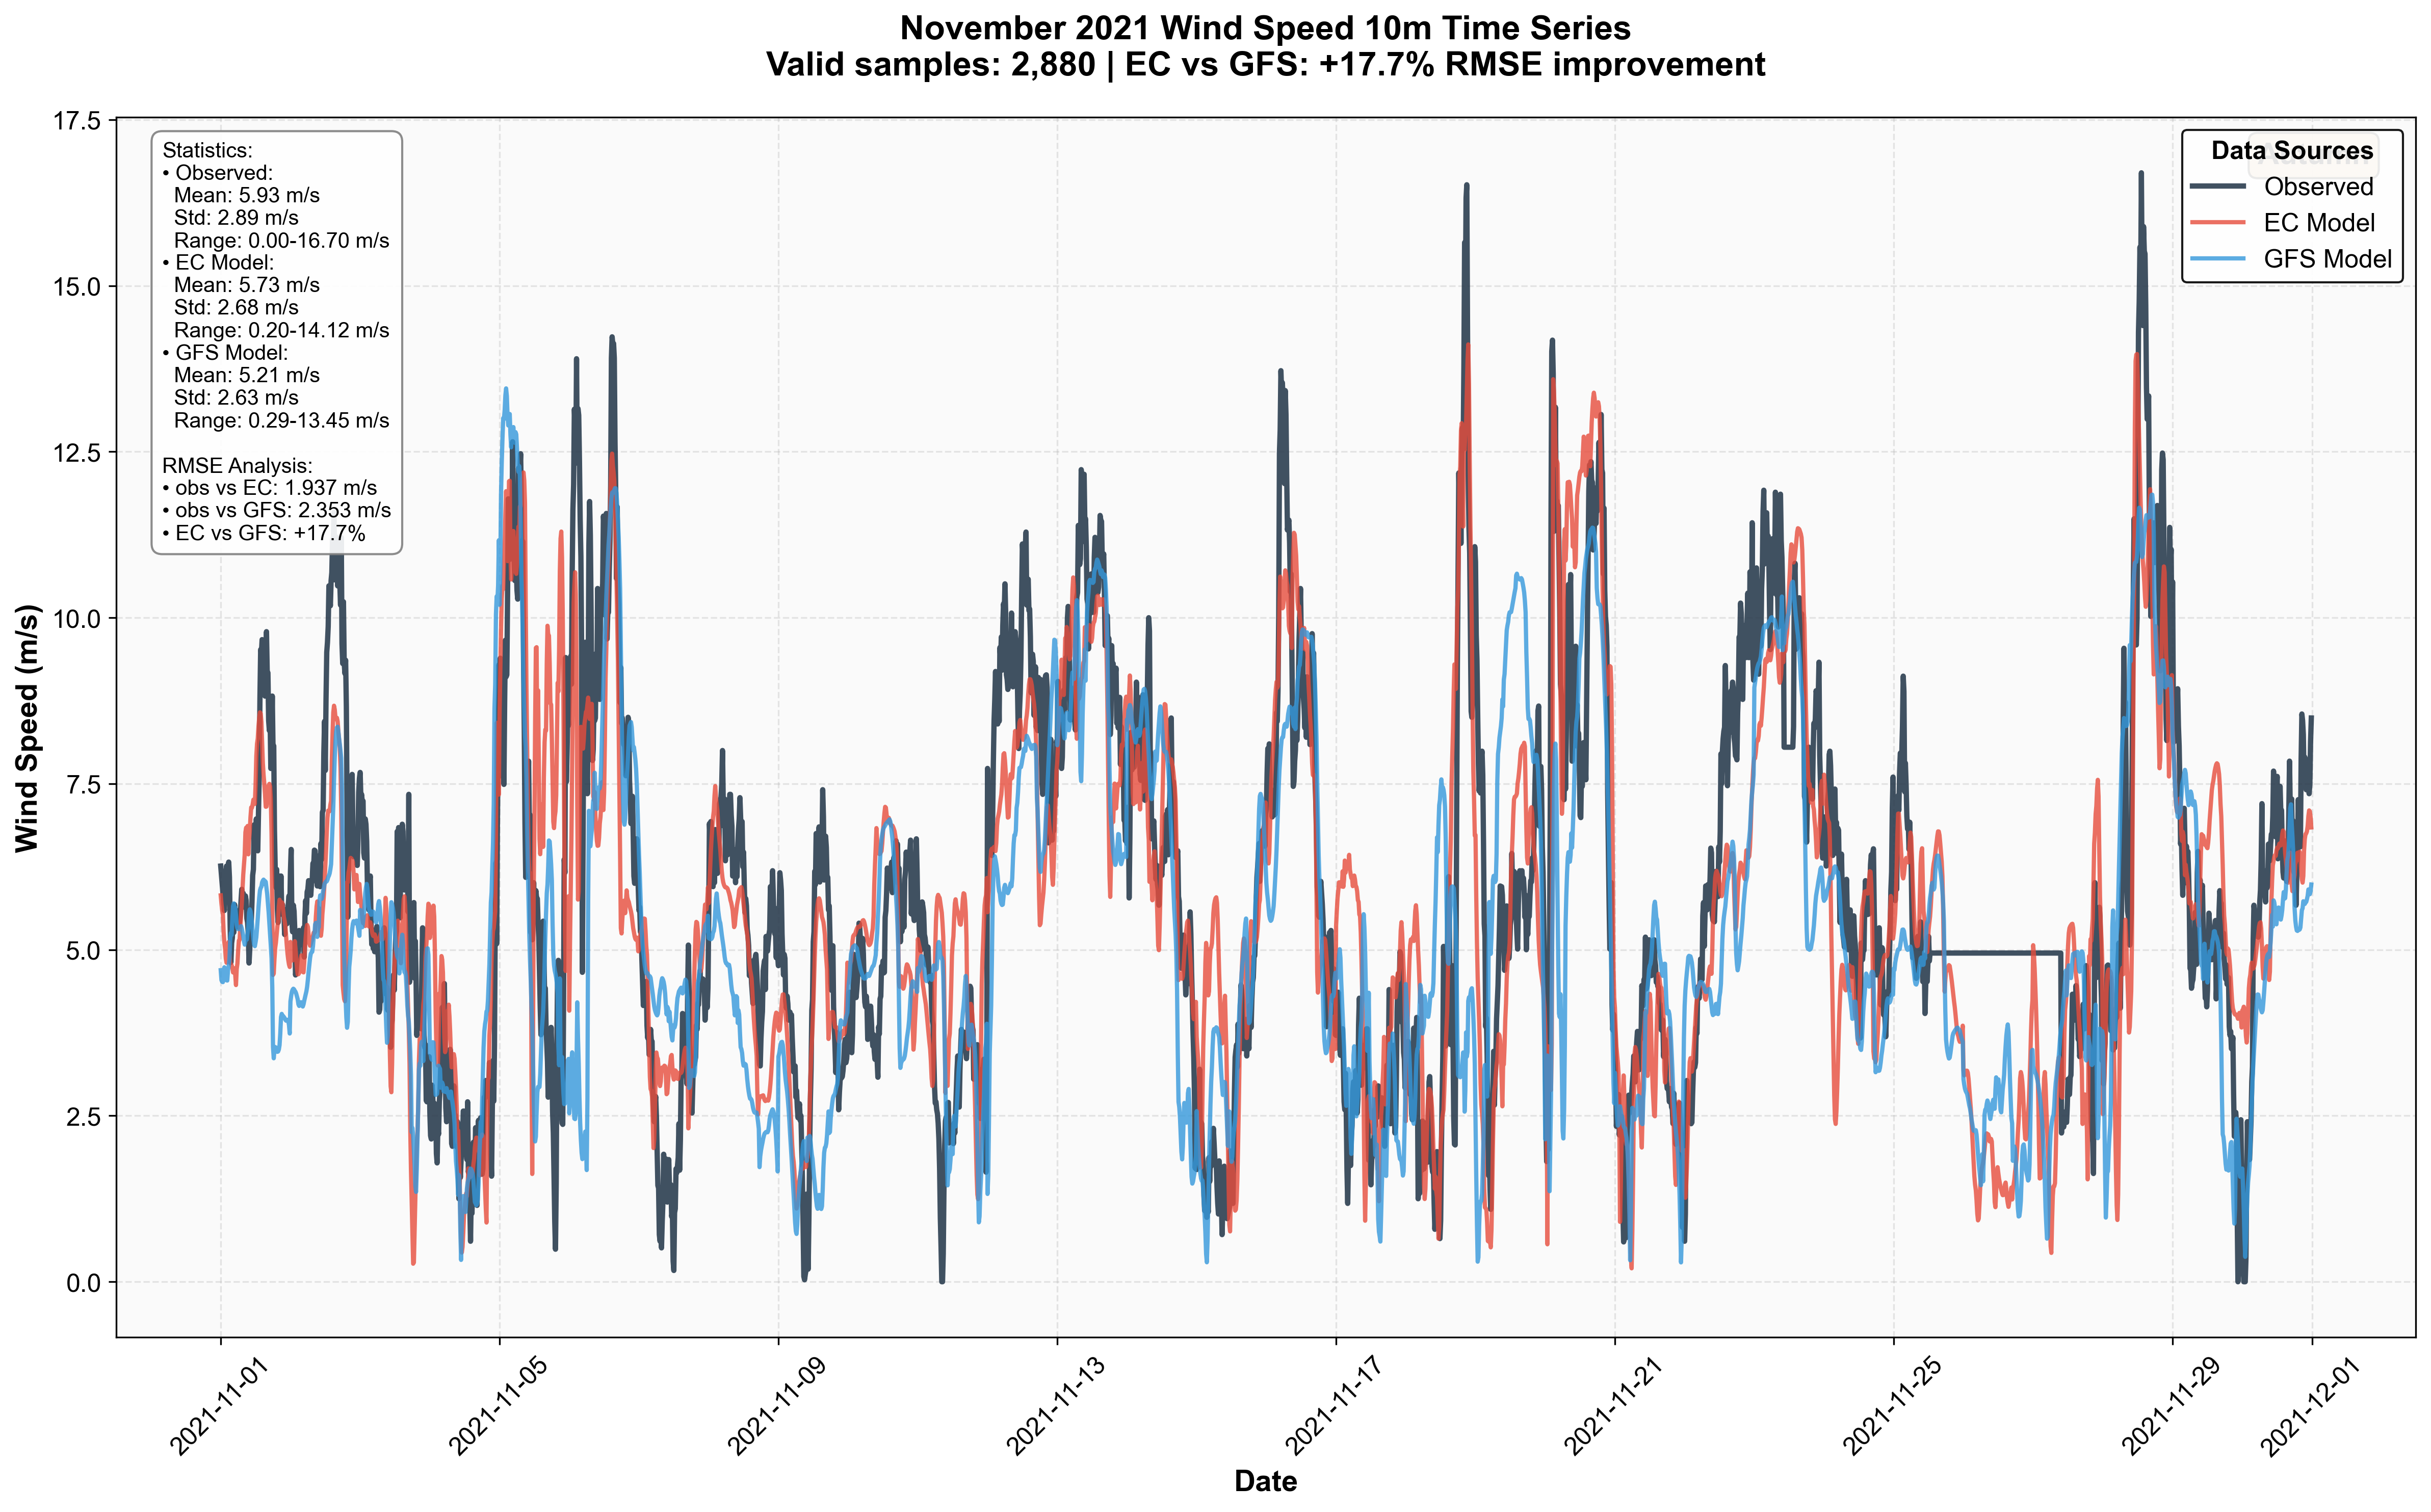 November 2021 Wind Speed 10m Time Series
Valid samples: 2,880 | EC vs GFS: +17.7% RMSE improvement
17.5
15.0
12.5
10.0
7.5
5.0
2.5
0.0
Wind Speed (m/s)
Statistics:
• Observed:
Mean: 5.93 m/s
Std: 2.89 m/s
Range: 0.00-16.70 m/s
• EC Model:
Mean: 5.73 m/s
Std: 2.68 m/s
Range: 0.20-14.12 m/s
• GFS Model:
Mean: 5.21 m/s
Std: 2.63 m/s
Range: 0.29-13.45 m/s
RMSE Analysis:
• obs vs EC: 1.937 m/s
• obs vs GFS: 2.353 m/s
• EC vs GFS: +17.7%
Data Sources
Observed
EC Model
GFS Model
2021-11-01
2021-11-05
2021-11-09
2021-11-13
2021-11-17
2021-11-21
2021-11-25
2021-11-29
2021-12-01
Date